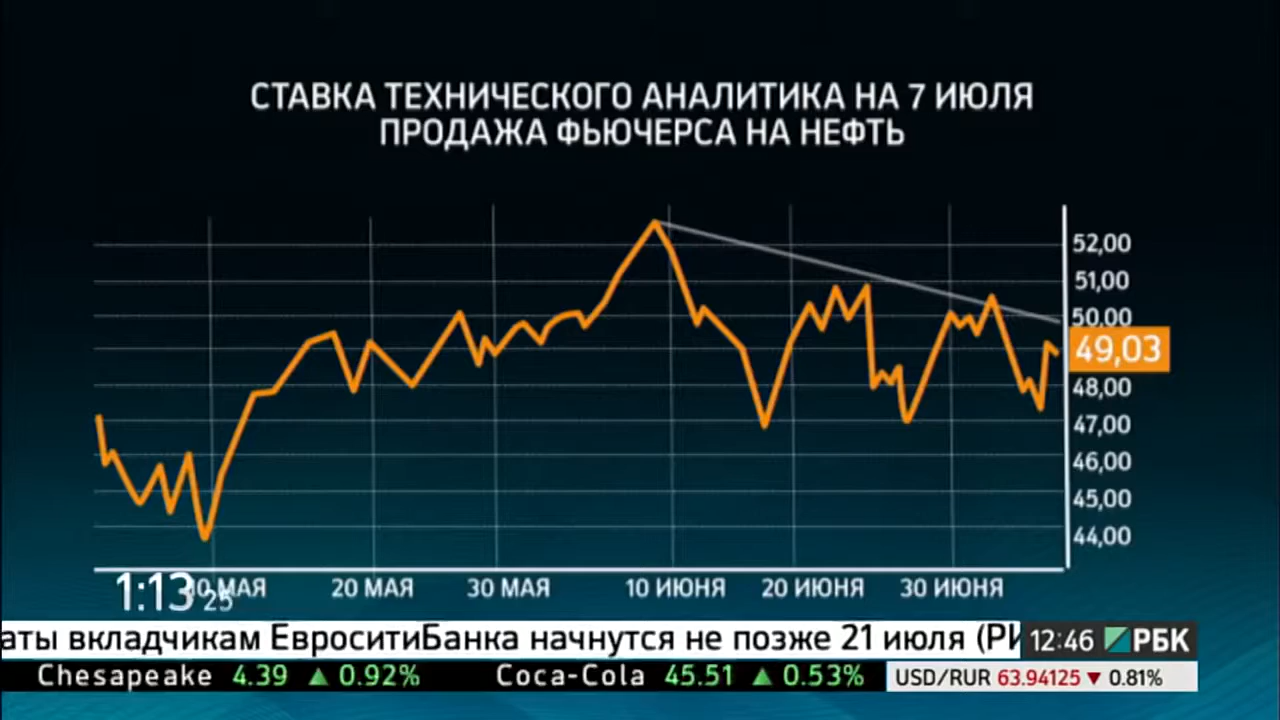 СТАВКА ТЕХНИЧЕСКОГО АНАЛИТИКА НА 7 ИЮЛЯ
ПРОДАЖА ФЬЮЧЕРСА НА НЕФТЬ
52,00
51,00
50,00
49,03
48,00
47,00
46,00
45,00
44,00
1:13 25
МАЯ 20 МАЯ 30 МАЯ 10 ИЮНЯ 20 ИЮНЯ 30 ИЮНЯ
аты вкладчикам ЕвроситиБанка начнутся не позже 21 июля (РИ 12:46 РБК
Chesapeake 4.39 ▲ 0.92% Coca-Cola 45.51 ▲ 0.53% USD/RUR 63.94125 ▼ 0.81%